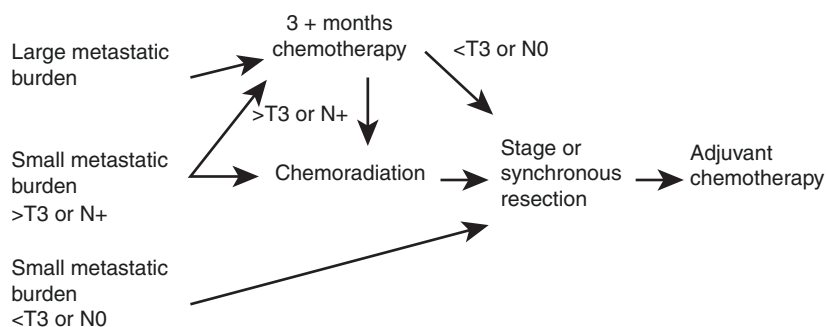 3 + months
chemotherapy
<T3 or N0
Large metastatic
burden
>T3 or N+
Small metastatic
burden
>T3 or N+
Chemoradiation
Stage or
synchronous
resection
Adjuvant
chemotherapy
Small metastatic
burden
<T3 or N0